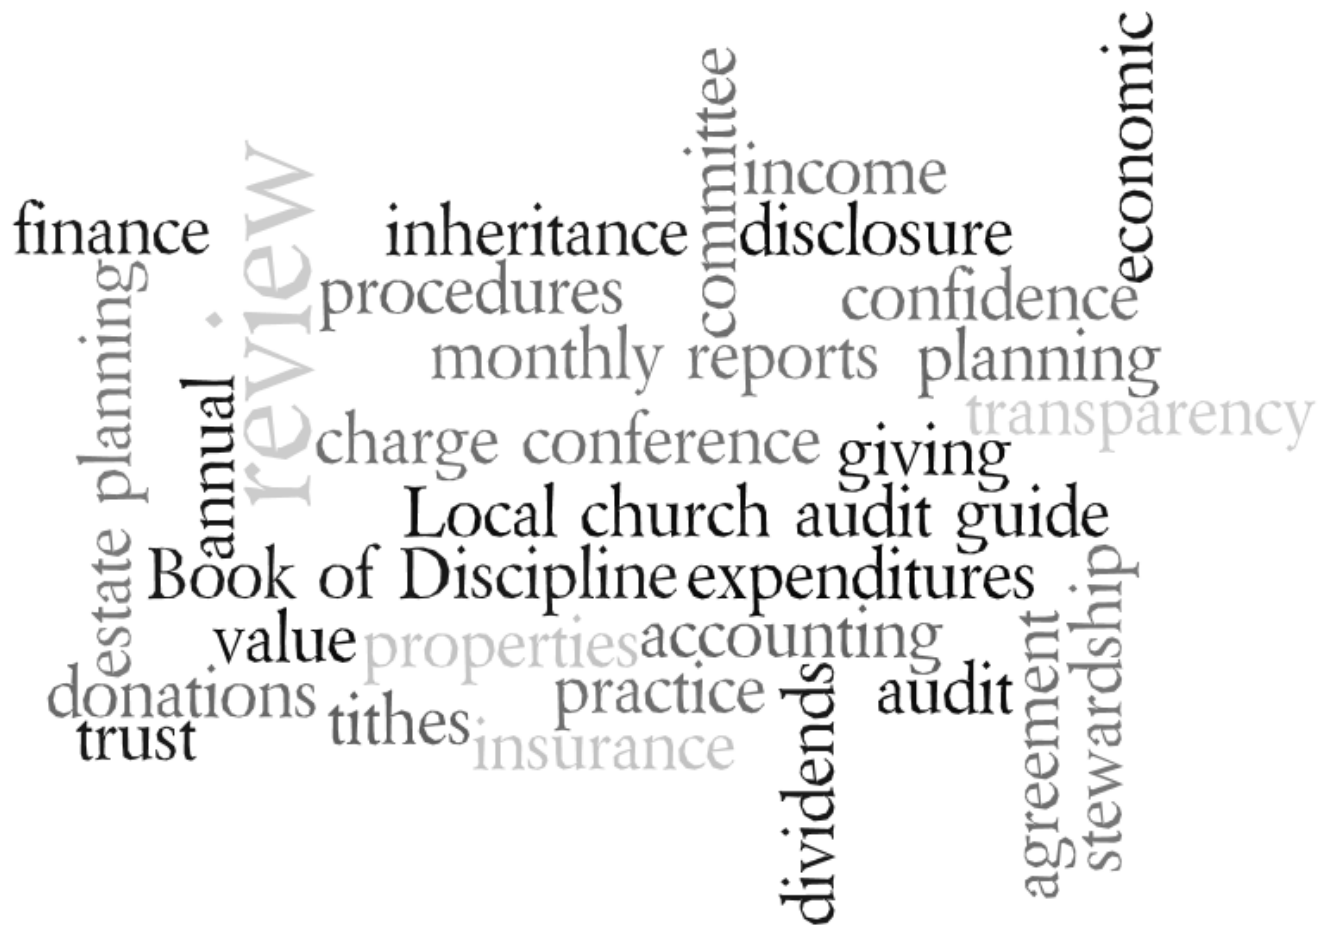 economic
committee
income
review
finance
inheritance
disclosure
procedures
confidence
estate planning
monthly reports
planning
annual
transparency
charge conference
giving
Local church audit guide
Book of Discipline
expenditures
value
properties
accounting
stewardship
agreement
donations
practice
dividends
audit
trust
tithes
insurance